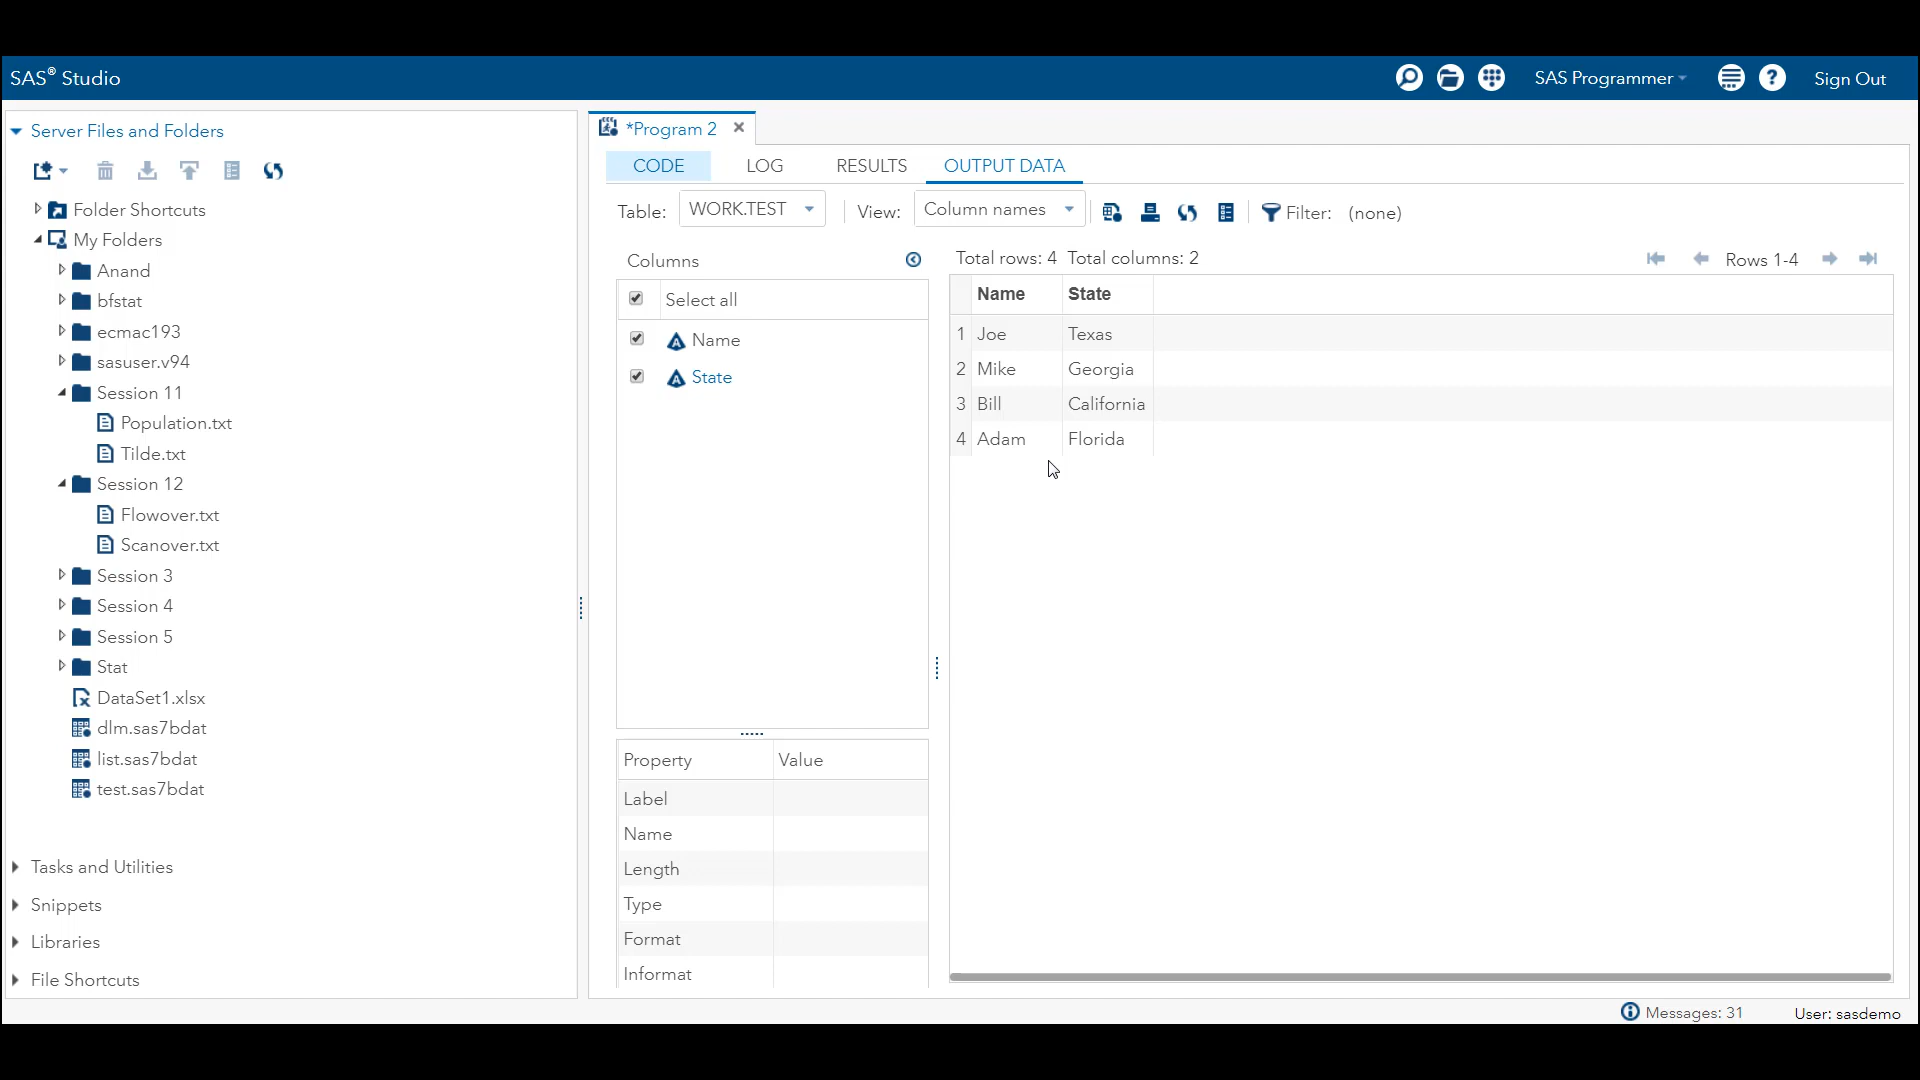 SAS® Studio
SAS Programmer
Sign Out
Server Files and Folders
Folder Shortcuts
My Folders
Anand
bfstat
ecmac193
sasuser.v94
Session 11
Population.txt
Tilde.txt
Session 12
Flowover.txt
Scanover.txt
Session 3
Session 4
Session 5
Stat
DataSet1.xlsx
dlm.sas7bdat
list.sas7bdat
test.sas7bdat
Tasks and Utilities
Snippets
Libraries
File Shortcuts
*Program 2
CODE LOG RESULTS OUTPUT DATA
Table: WORK.TEST View: Column names Filter: (none)
Columns
Select all
Name
State
Property Value
Label
Name
Length
Type
Format
Informat
Total rows: 4 Total columns: 2 Rows 1-4
Name State
1 Joe Texas
2 Mike Georgia
3 Bill California
4 Adam Florida
Messages: 31 User: sasdemo